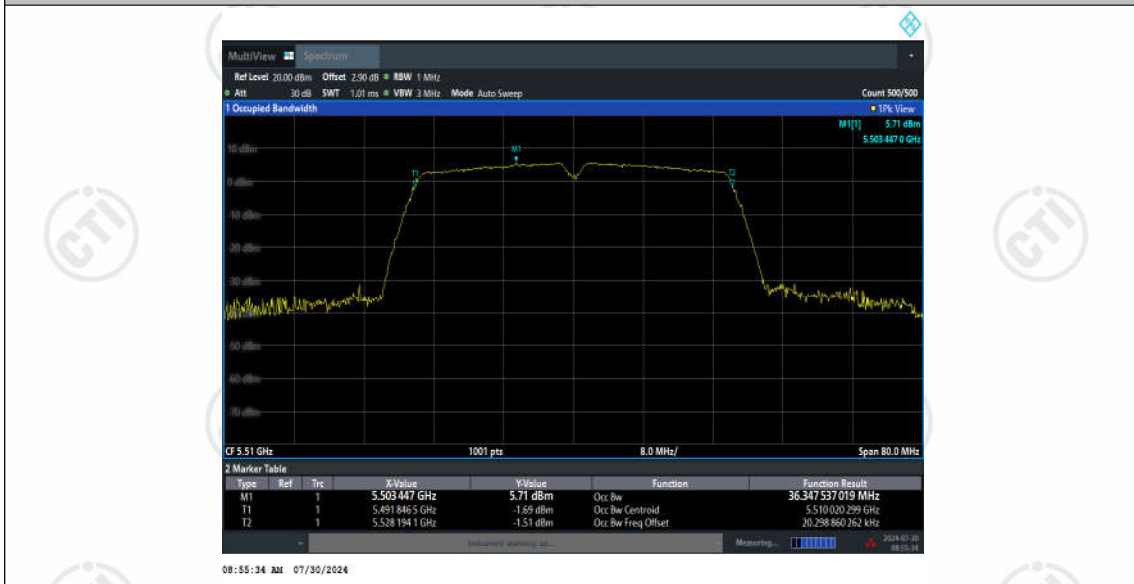 MultiView Spectrum
Ref Level 20.00 dBm Offset 2.90 dB RBW 1 MHz
Att 30 dB SWT 1.01 ms VBW 3 MHz Mode Auto Sweep Count 500/500
1 Occupied Bandwidth 1Pk View
M1[1] 5.71 dBm
5.503 447 0 GHz
10 dBm
M1
T1
T2
0 dBm
-10 dBm
-20 dBm
-30 dBm
-50 dBm
-60 dBm
-70 dBm
CF 5.51 GHz 1001 pts 8.0 MHz/ Span 80.0 MHz
2 Marker Table
Type Ref Trc X-Value Y-Value Function Function Result
M1 1 5.503 447 GHz 5.71 dBm Occ Bw 36.347 537 019 MHz
T1 1 5.491 846 5 GHz -1.69 dBm Occ Bw Centroid 5.510 020 299 GHz
T2 1 5.528 194 1 GHz -1.51 dBm Occ Bw Freq Offset 20.298 860 262 kHz
Instrument warming up... Measuring... 2024-07-30
08:55:34
08:55:34 AM 07/30/2024
CTI
CTI